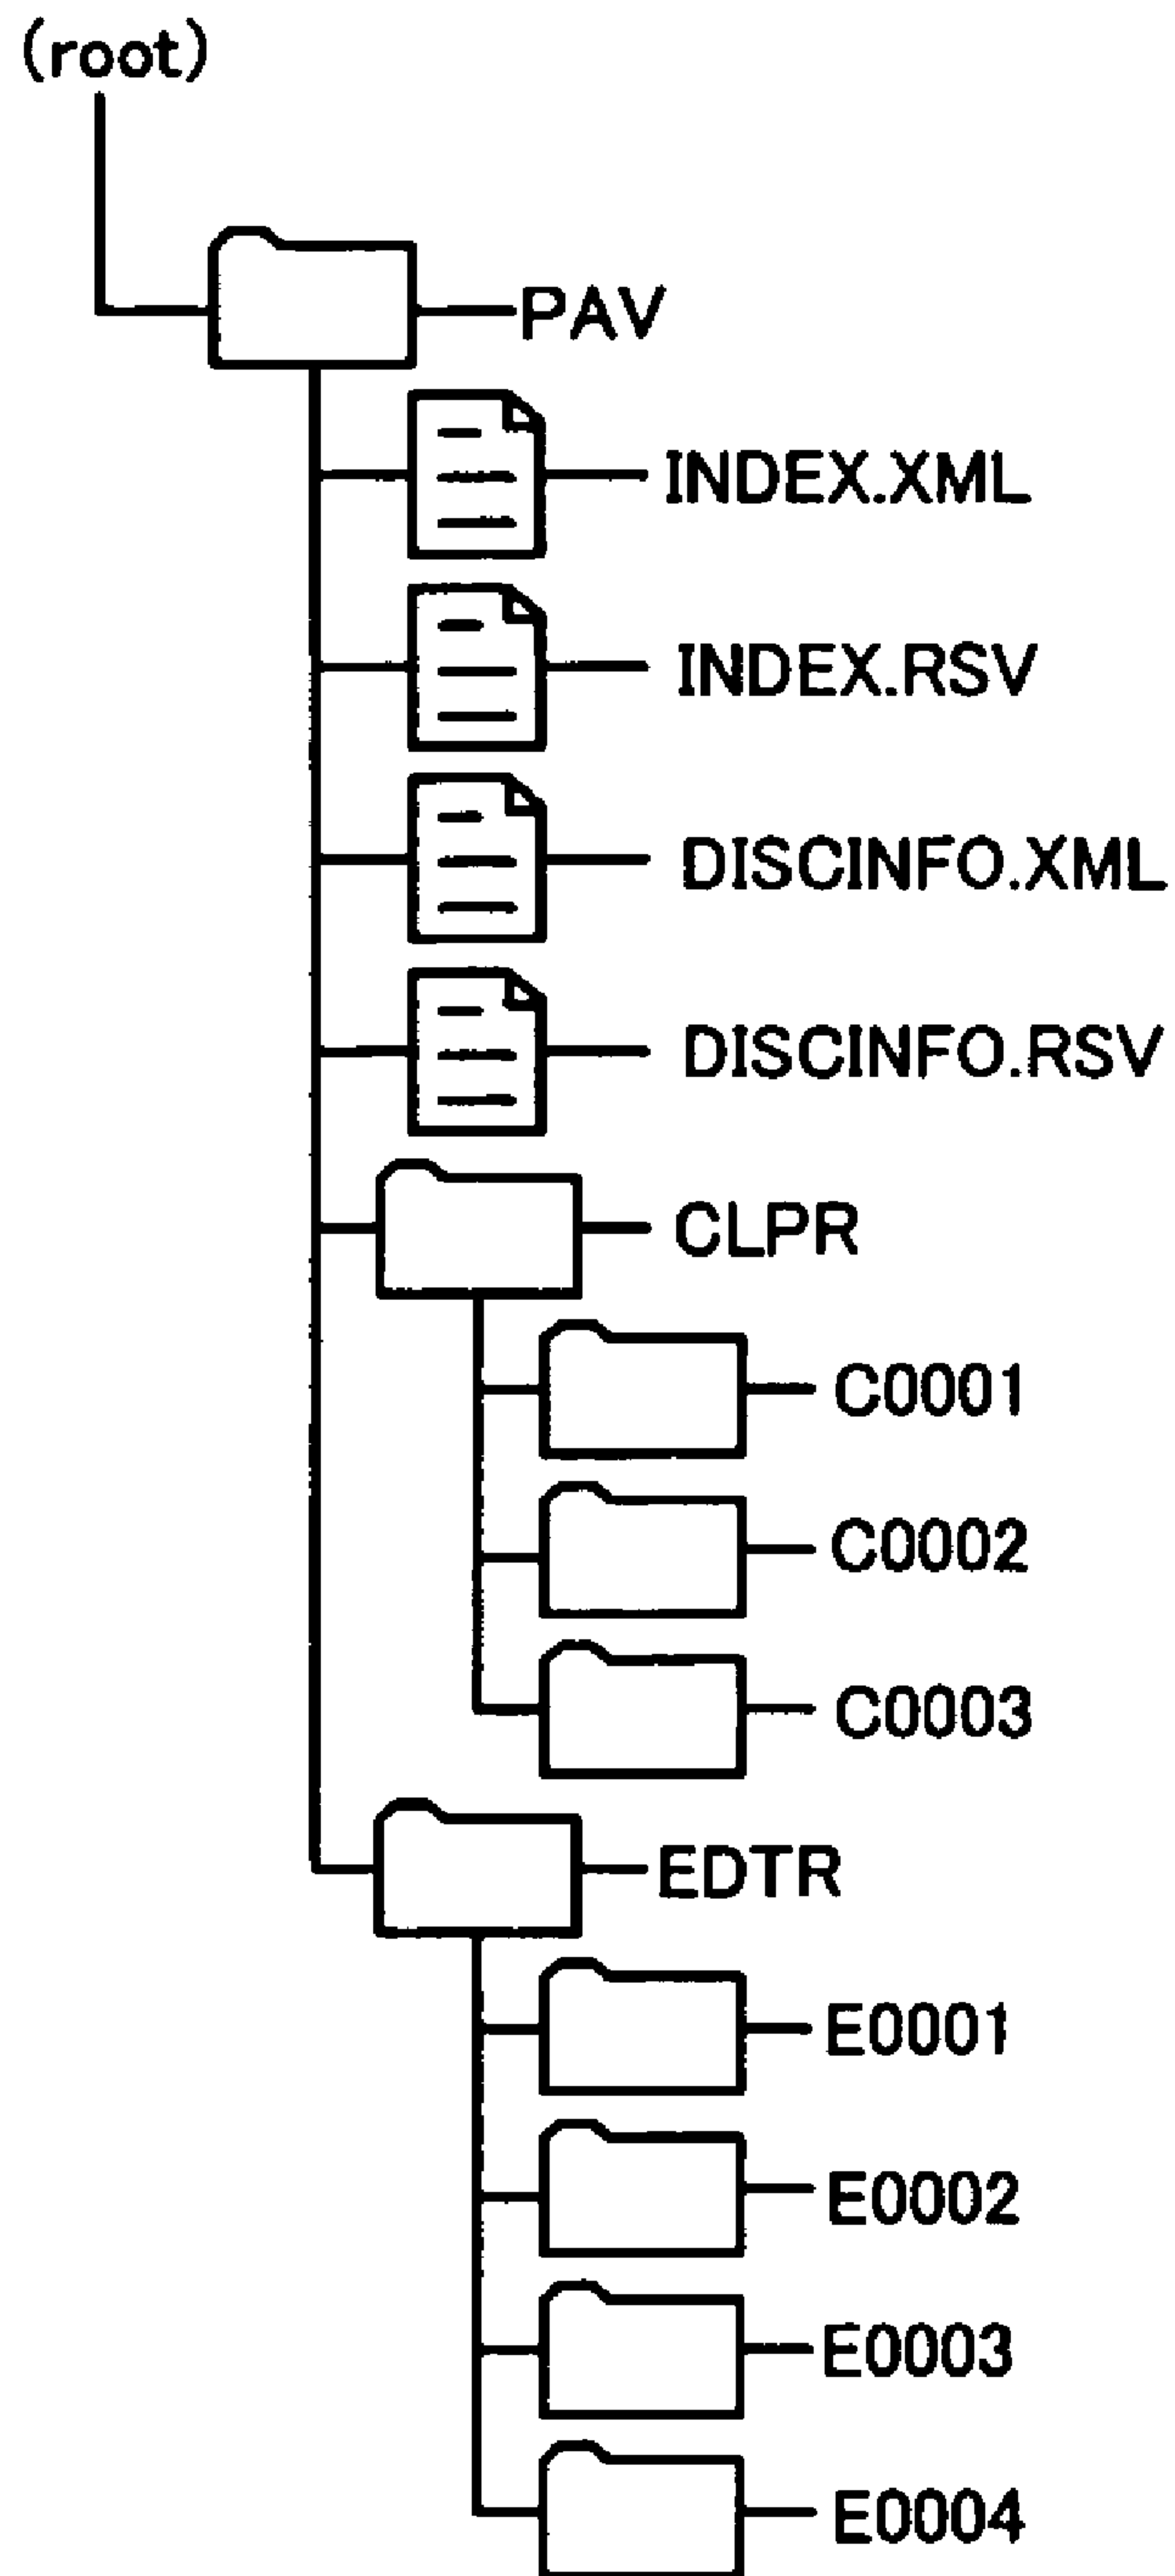 (root)
PAV
INDEX.XML
INDEX.RSV
DISCINFO.XML
DISCINFO.RSV
CLPR
C0001
C0002
C0003
EDTR
E0001
E0002
E0003
E0004